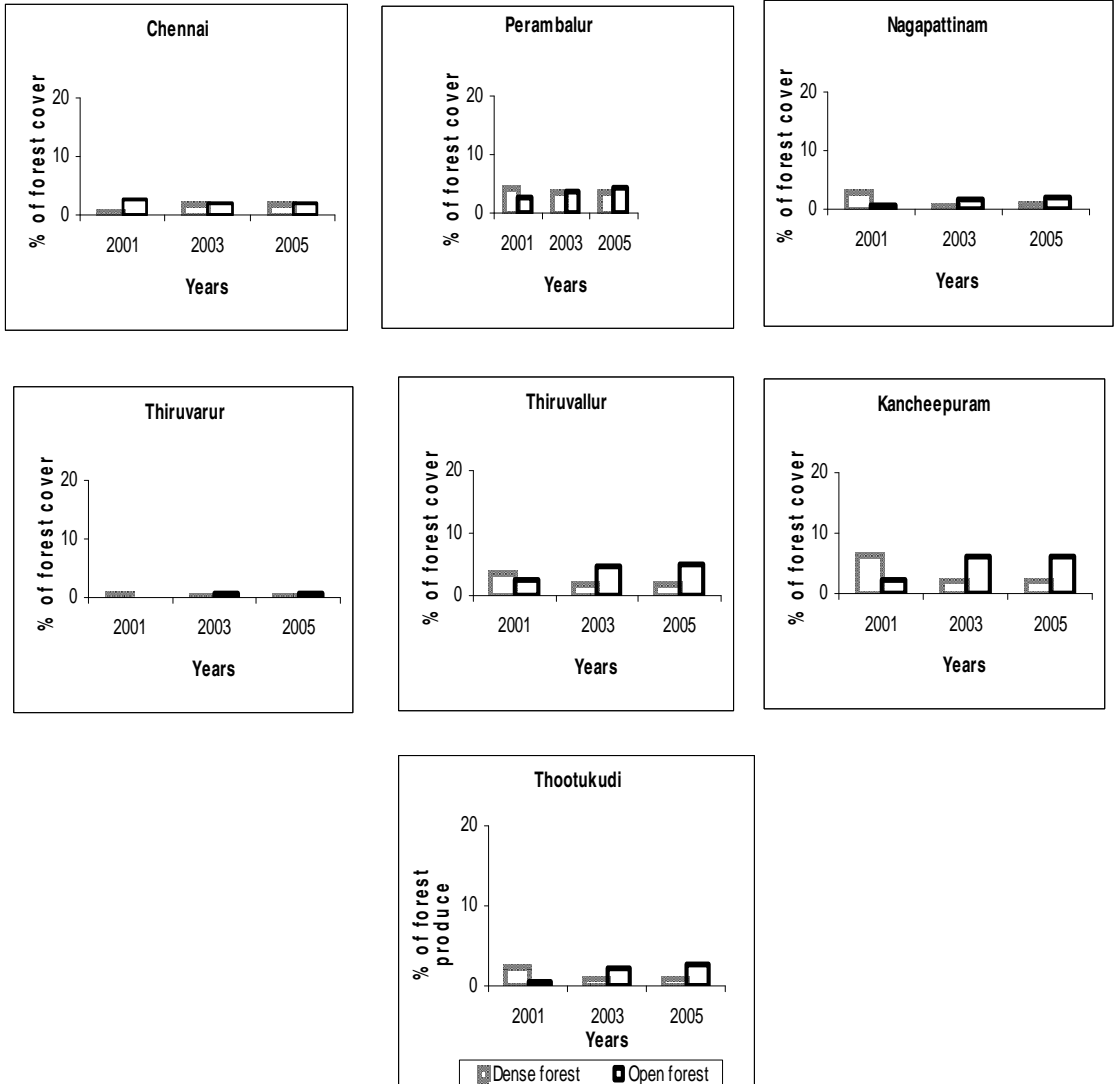 Chennai
% of forest cover
20
10
0
2001 2003 2005
Years
Perambalur
% of forest cover
20
10
0
2001 2003 2005
Years
Nagapattinam
% of forest cover
20
10
0
2001 2003 2005
Years
Thiruvarur
% of forest cover
20
10
0
2001 2003 2005
Years
Thiruvallur
% of forest cover
20
10
0
2001 2003 2005
Years
Kancheepuram
% of forest cover
20
10
0
2001 2003 2005
Years
Thootukudi
% of forest
produce
20
10
0
2001 2003 2005
Years
Dense forest Open forest